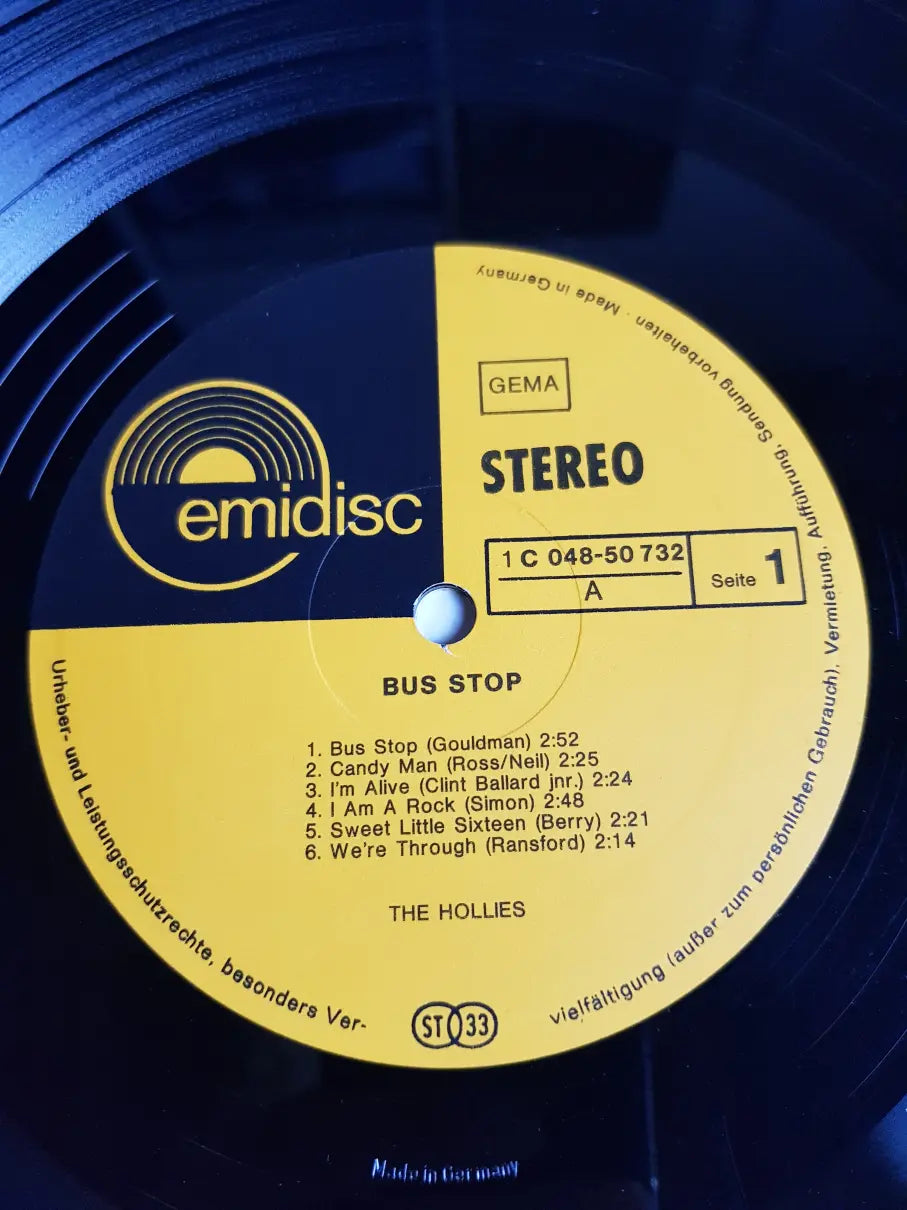 emidisc
GEMA
STEREO
1 C 048-50 732
A
Seite 1
BUS STOP
1. Bus Stop (Gouldman) 2:52
2. Candy Man (Ross/Neil) 2:25
3. I'm Alive (Clint Ballard jnr.) 2:24
4. I Am A Rock (Simon) 2:48
5. Sweet Little Sixteen (Berry) 2:21
6. We're Through (Ransford) 2:14
THE HOLLIES
ST 33
Urheber- und Leistungsschutzrechte, besonders Ver-
vielfältigung (außer zum persönlichen Gebrauch), Vermietung, Aufführung, Sendung vorbehalten · Made in Germany
Made in Germany